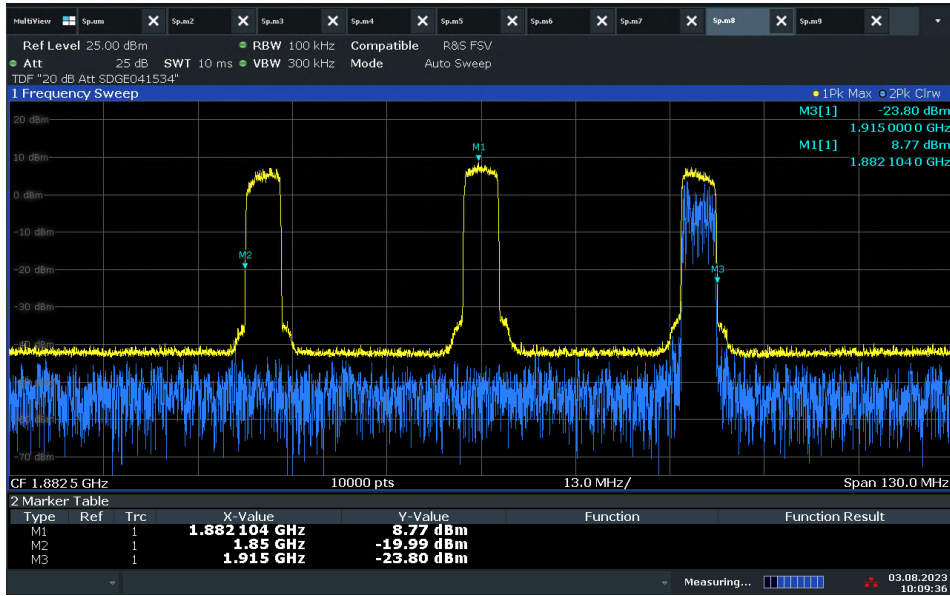 MultiView Sp.um Sp.m2 Sp.m3 Sp.m4 Sp.m5 Sp.m6 Sp.m7 Sp.m8 Sp.m9
Ref Level 25.00 dBm RBW 100 kHz Compatible R&S FSV
Att 25 dB SWT 10 ms VBW 300 kHz Mode Auto Sweep
TDF "20 dB Att SDGE041534"
1 Frequency Sweep 1Pk Max 2Pk Clrw
M3[1] -23.80 dBm
1.915 000 0 GHz
M1[1] 8.77 dBm
1.882 104 0 GHz
20 dBm
M1
10 dBm
0 dBm
-10 dBm
M2
-20 dBm
M3
-30 dBm
-40 dBm
-70 dBm
CF 1.882 5 GHz 10000 pts 13.0 MHz/ Span 130.0 MHz
2 Marker Table
Type Ref Trc X-Value Y-Value Function Function Result
M1 1 1.882 104 GHz 8.77 dBm
M2 1 1.85 GHz -19.99 dBm
M3 1 1.915 GHz -23.80 dBm
Measuring... 03.08.2023
10:09:36